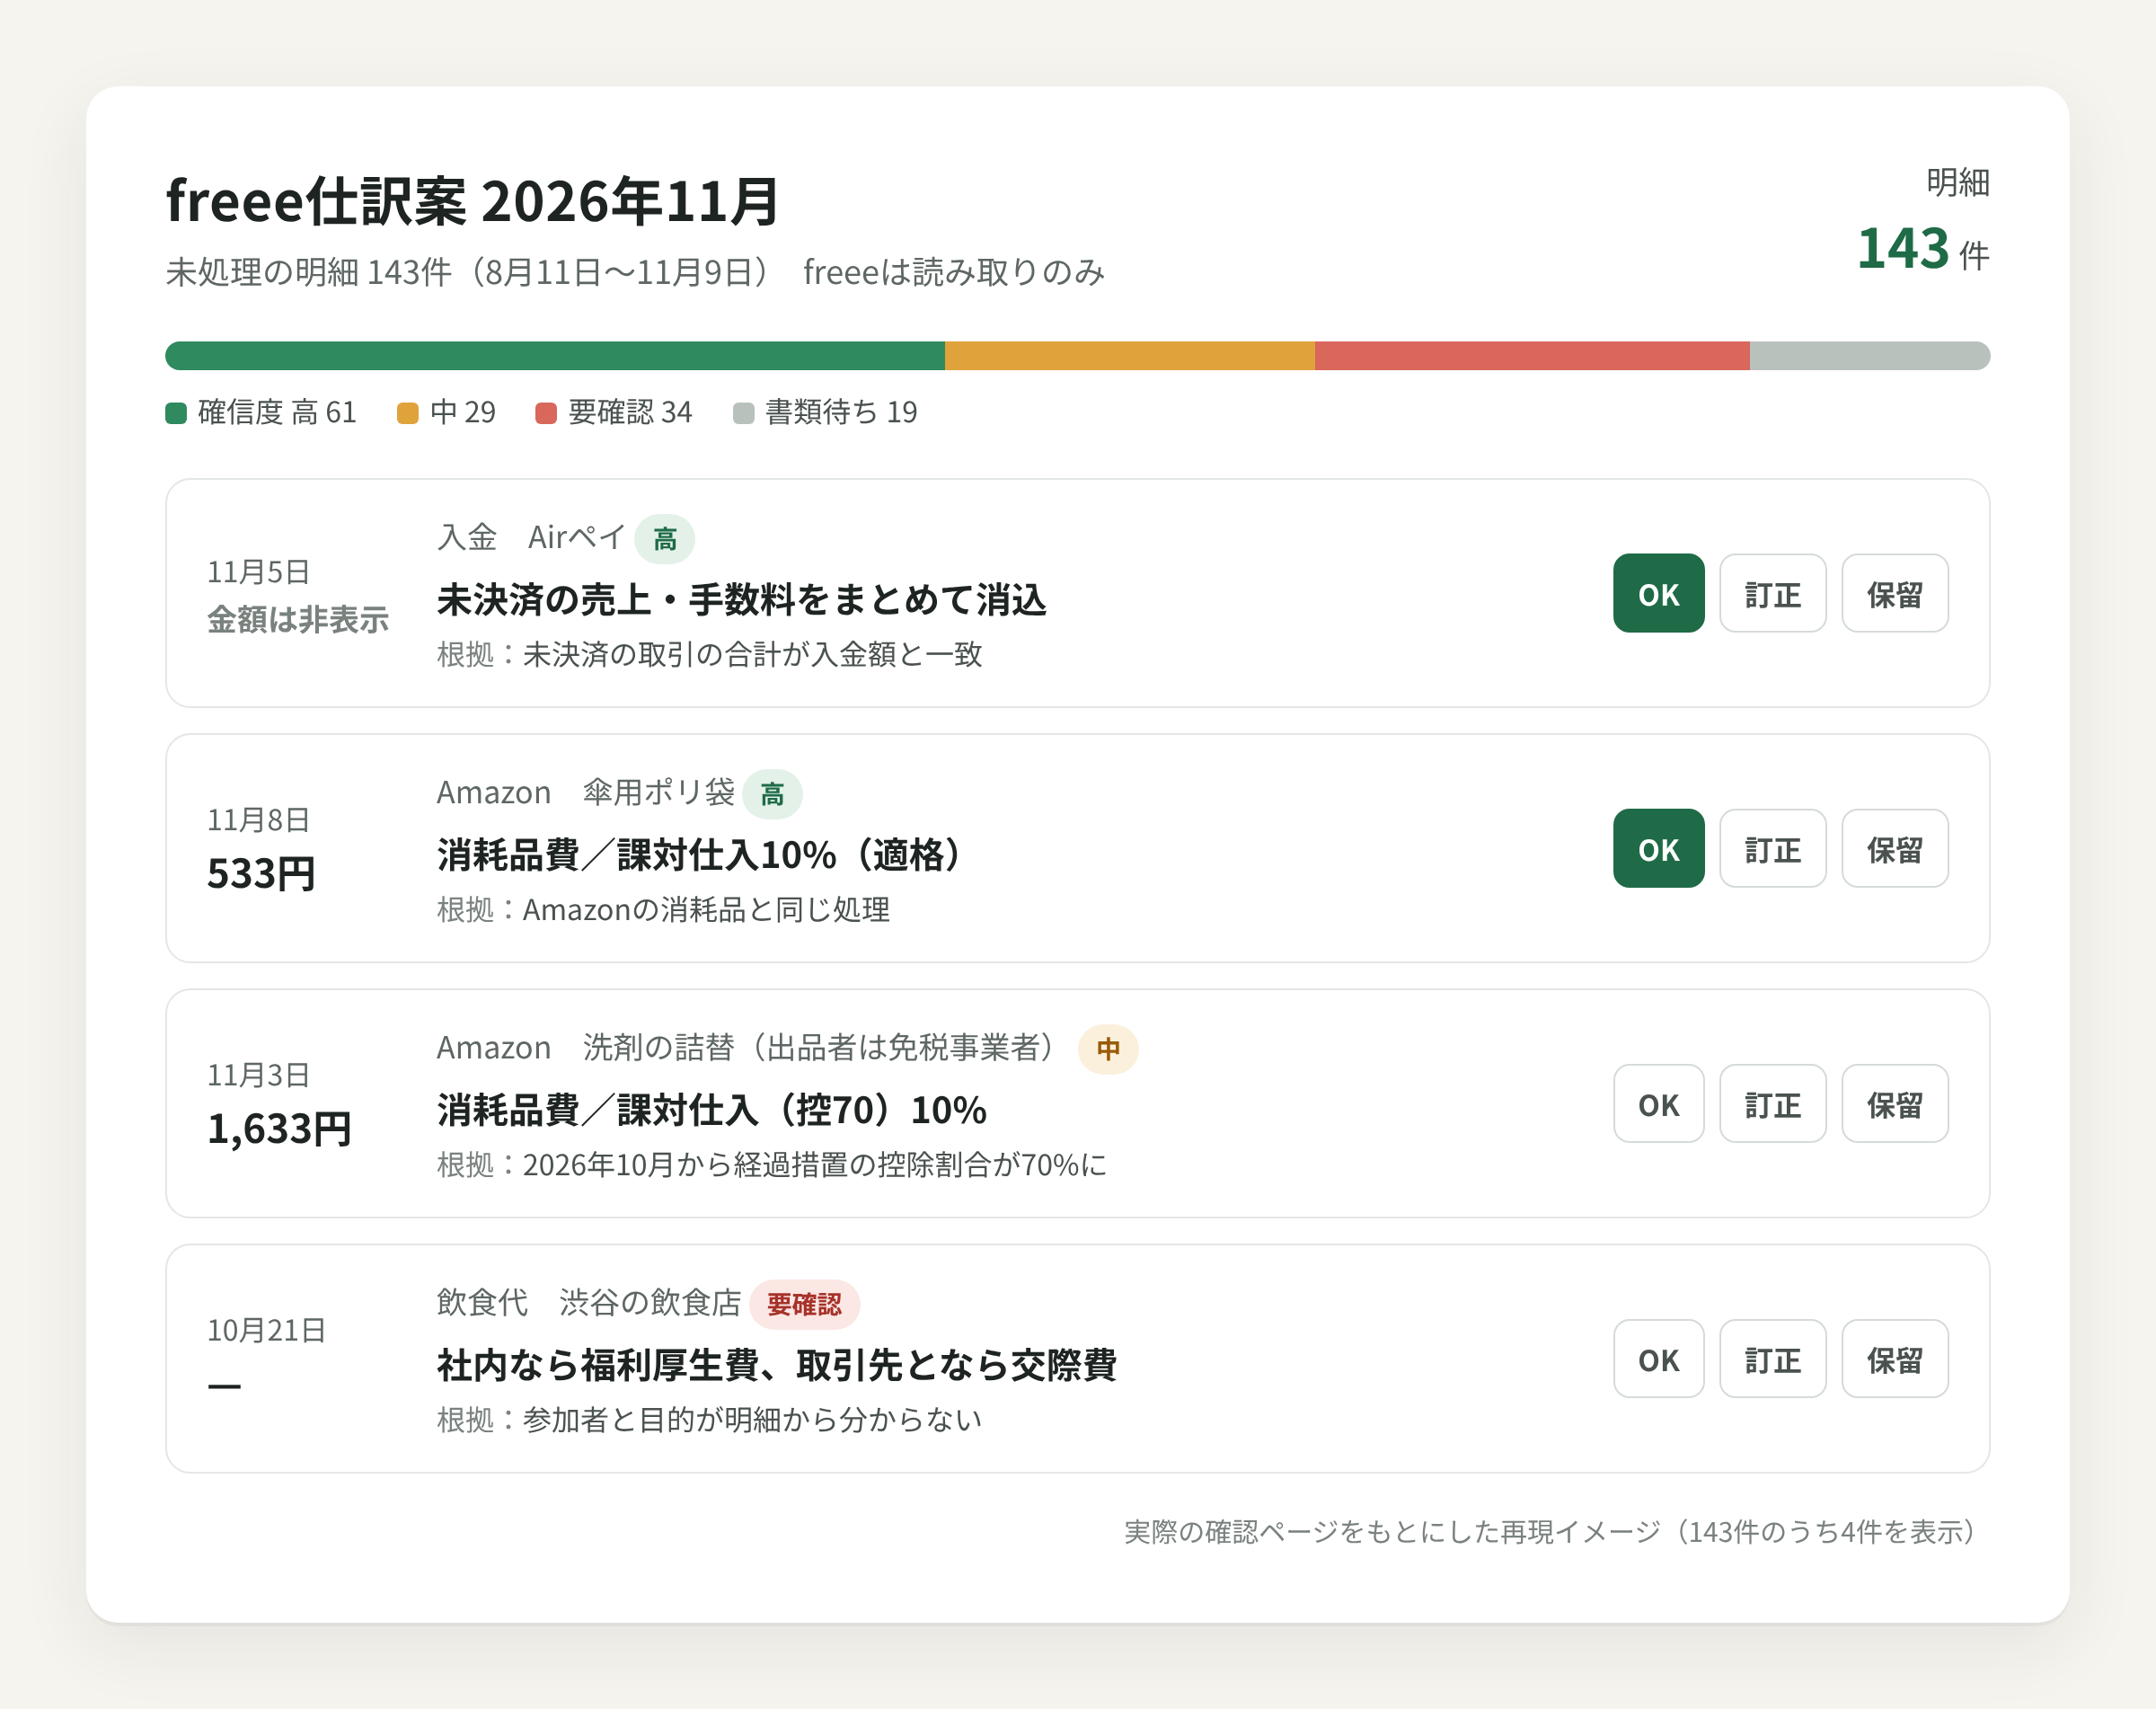 freee仕訳案 2026年11月
未処理の明細 143件（8月11日〜11月9日）　freeeは読み取りのみ
明細
143 件
確信度 高 61　中 29　要確認 34　書類待ち 19
11月5日
金額は非表示
入金　Airペイ 高
未決済の売上・手数料をまとめて消込
根拠：未決済の取引の合計が入金額と一致
OK 訂正 保留
11月8日
533円
Amazon　傘用ポリ袋 高
消耗品費／課対仕入10%（適格）
根拠：Amazonの消耗品と同じ処理
OK 訂正 保留
11月3日
1,633円
Amazon　洗剤の詰替（出品者は免税事業者） 中
消耗品費／課対仕入（控70）10%
根拠：2026年10月から経過措置の控除割合が70%に
OK 訂正 保留
10月21日
—
飲食代　渋谷の飲食店 要確認
社内なら福利厚生費、取引先となら交際費
根拠：参加者と目的が明細から分からない
OK 訂正 保留
実際の確認ページをもとにした再現イメージ（143件のうち4件を表示）